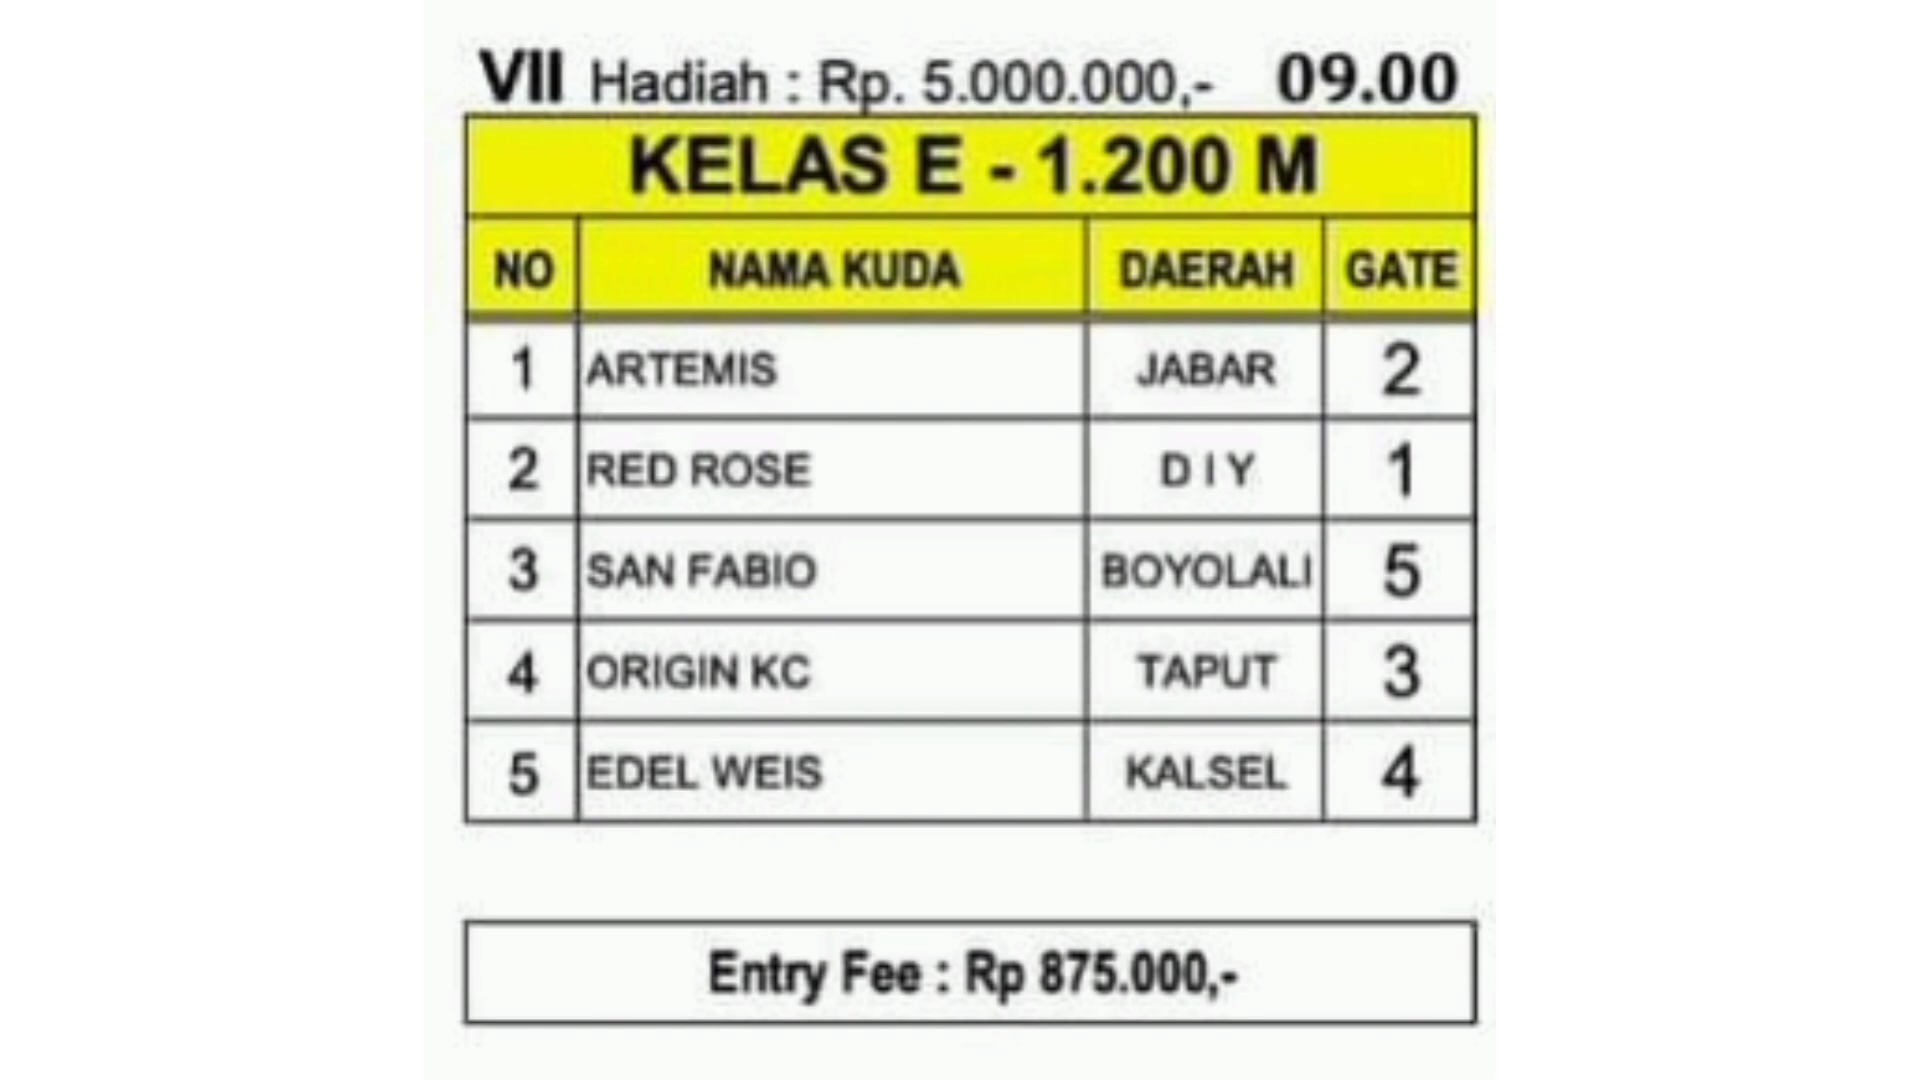 VII Hadiah : Rp. 5.000.000,- 09.00
KELAS E - 1.200 M
NO NAMA KUDA DAERAH GATE
1 ARTEMIS JABAR 2
2 RED ROSE D I Y 1
3 SAN FABIO BOYOLALI 5
4 ORIGIN KC TAPUT 3
5 EDEL WEIS KALSEL 4
Entry Fee : Rp 875.000,-